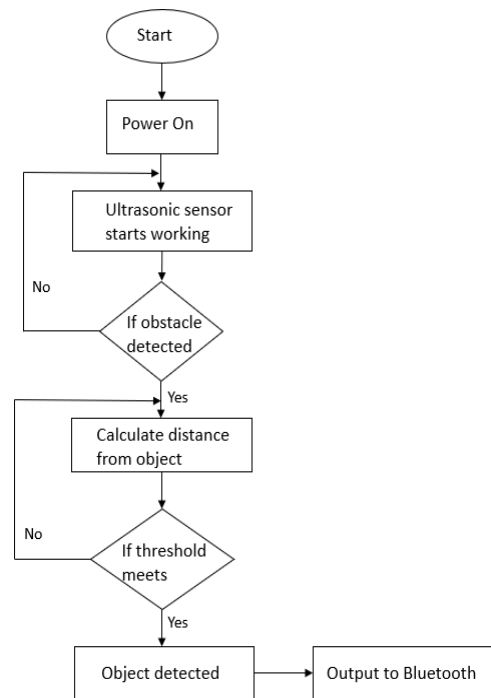 Start
Power On
Ultrasonic sensor
starts working
No
If obstacle
detected
Yes
Calculate distance
from object
No
If threshold
meets
Yes
Object detected
Output to Bluetooth